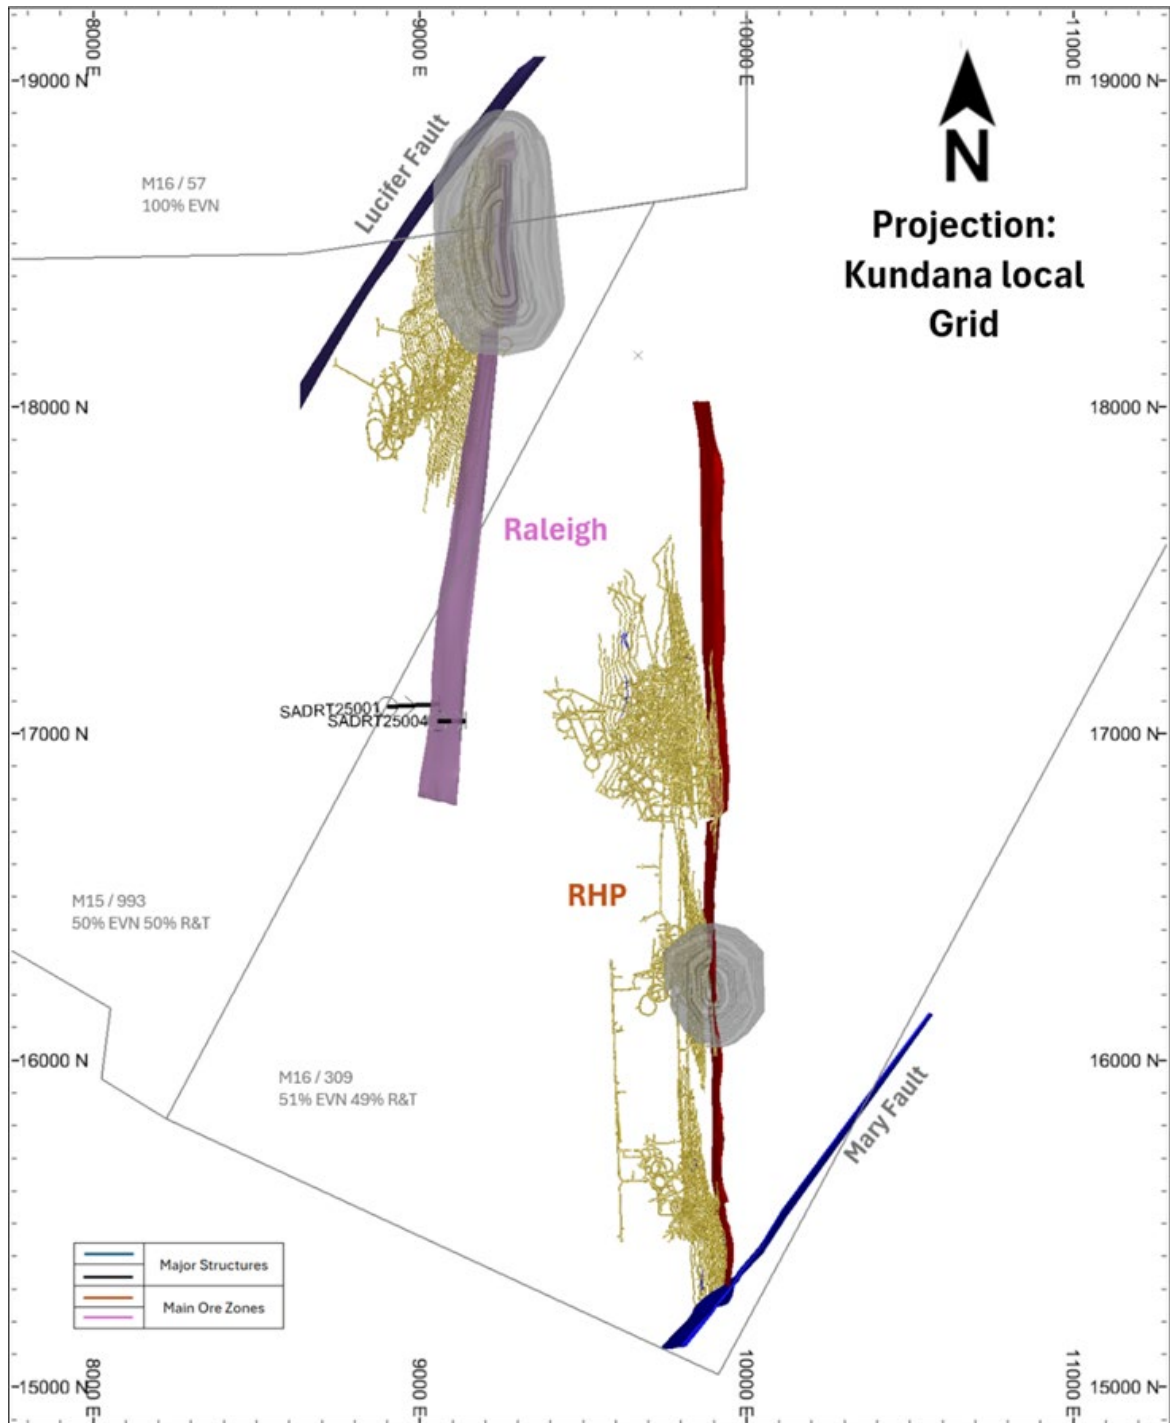 8000 E
9000 E
10000 E
11000 E
19000 N
19000 N
N
Projection:
Kundana local
Grid
Lucifer Fault
M16 / 57
100% EVN
18000 N
18000 N
Raleigh
SADRT25001
SADRT25004
17000 N
17000 N
RHP
M15 / 993
50% EVN 50% R&T
16000 N
16000 N
M16 / 309
51% EVN 49% R&T
Mary Fault
Major Structures
Main Ore Zones
15000 N
15000 N
8000 E
9000 E
10000 E
11000 E